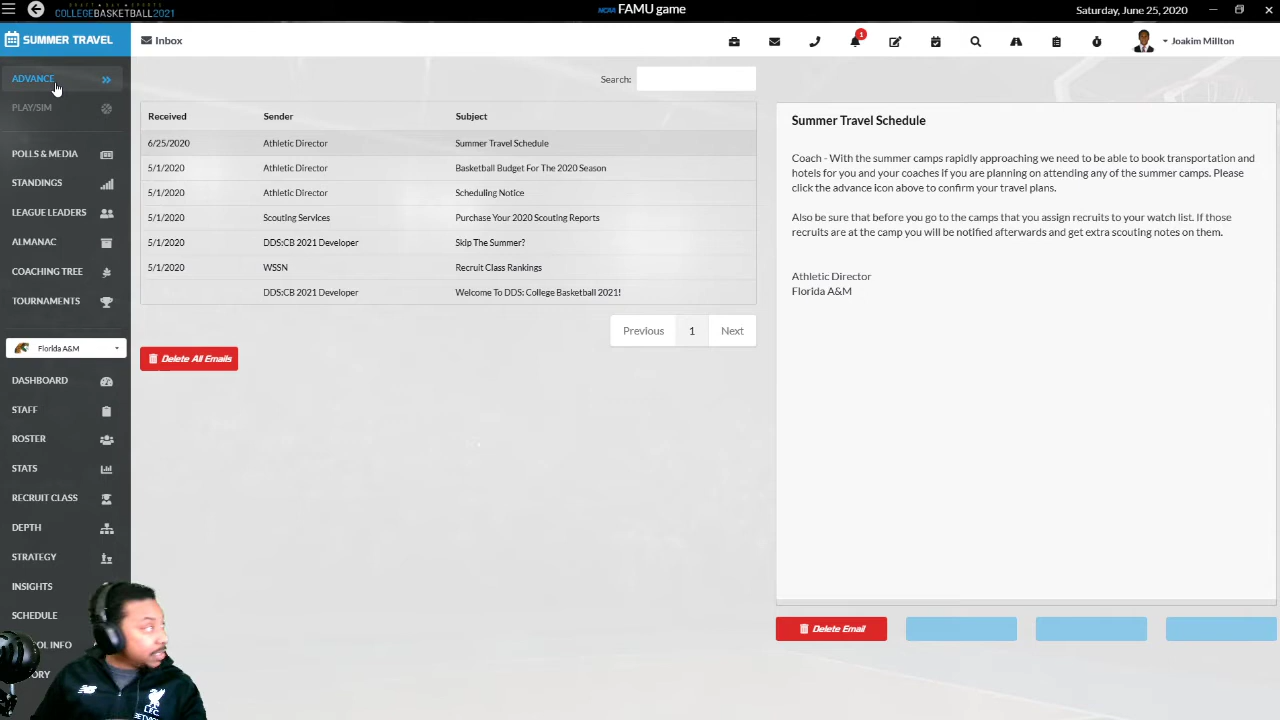 DRAFT DAY SPORTS
COLLEGE BASKETBALL 2021
NCAA FAMU game
Saturday, June 25, 2020
SUMMER TRAVEL
Inbox
1
Joakim Millton
ADVANCE
PLAY/SIM
POLLS & MEDIA
STANDINGS
LEAGUE LEADERS
ALMANAC
COACHING TREE
TOURNAMENTS
Florida A&M
DASHBOARD
STAFF
ROSTER
STATS
RECRUIT CLASS
DEPTH
STRATEGY
INSIGHTS
SCHEDULE
OL INFO
ORY
Search:
Received Sender Subject
6/25/2020 Athletic Director Summer Travel Schedule
5/1/2020 Athletic Director Basketball Budget For The 2020 Season
5/1/2020 Athletic Director Scheduling Notice
5/1/2020 Scouting Services Purchase Your 2020 Scouting Reports
5/1/2020 DDS:CB 2021 Developer Skip The Summer?
5/1/2020 WSSN Recruit Class Rankings
DDS:CB 2021 Developer Welcome To DDS: College Basketball 2021!
Previous 1 Next
Delete All Emails
Summer Travel Schedule
Coach - With the summer camps rapidly approaching we need to be able to book transportation and
hotels for you and your coaches if you are planning on attending any of the summer camps. Please
click the advance icon above to confirm your travel plans.
Also be sure that before you go to the camps that you assign recruits to your watch list. If those
recruits are at the camp you will be notified afterwards and get extra scouting notes on them.
Athletic Director
Florida A&M
Delete Email
L.F.C.